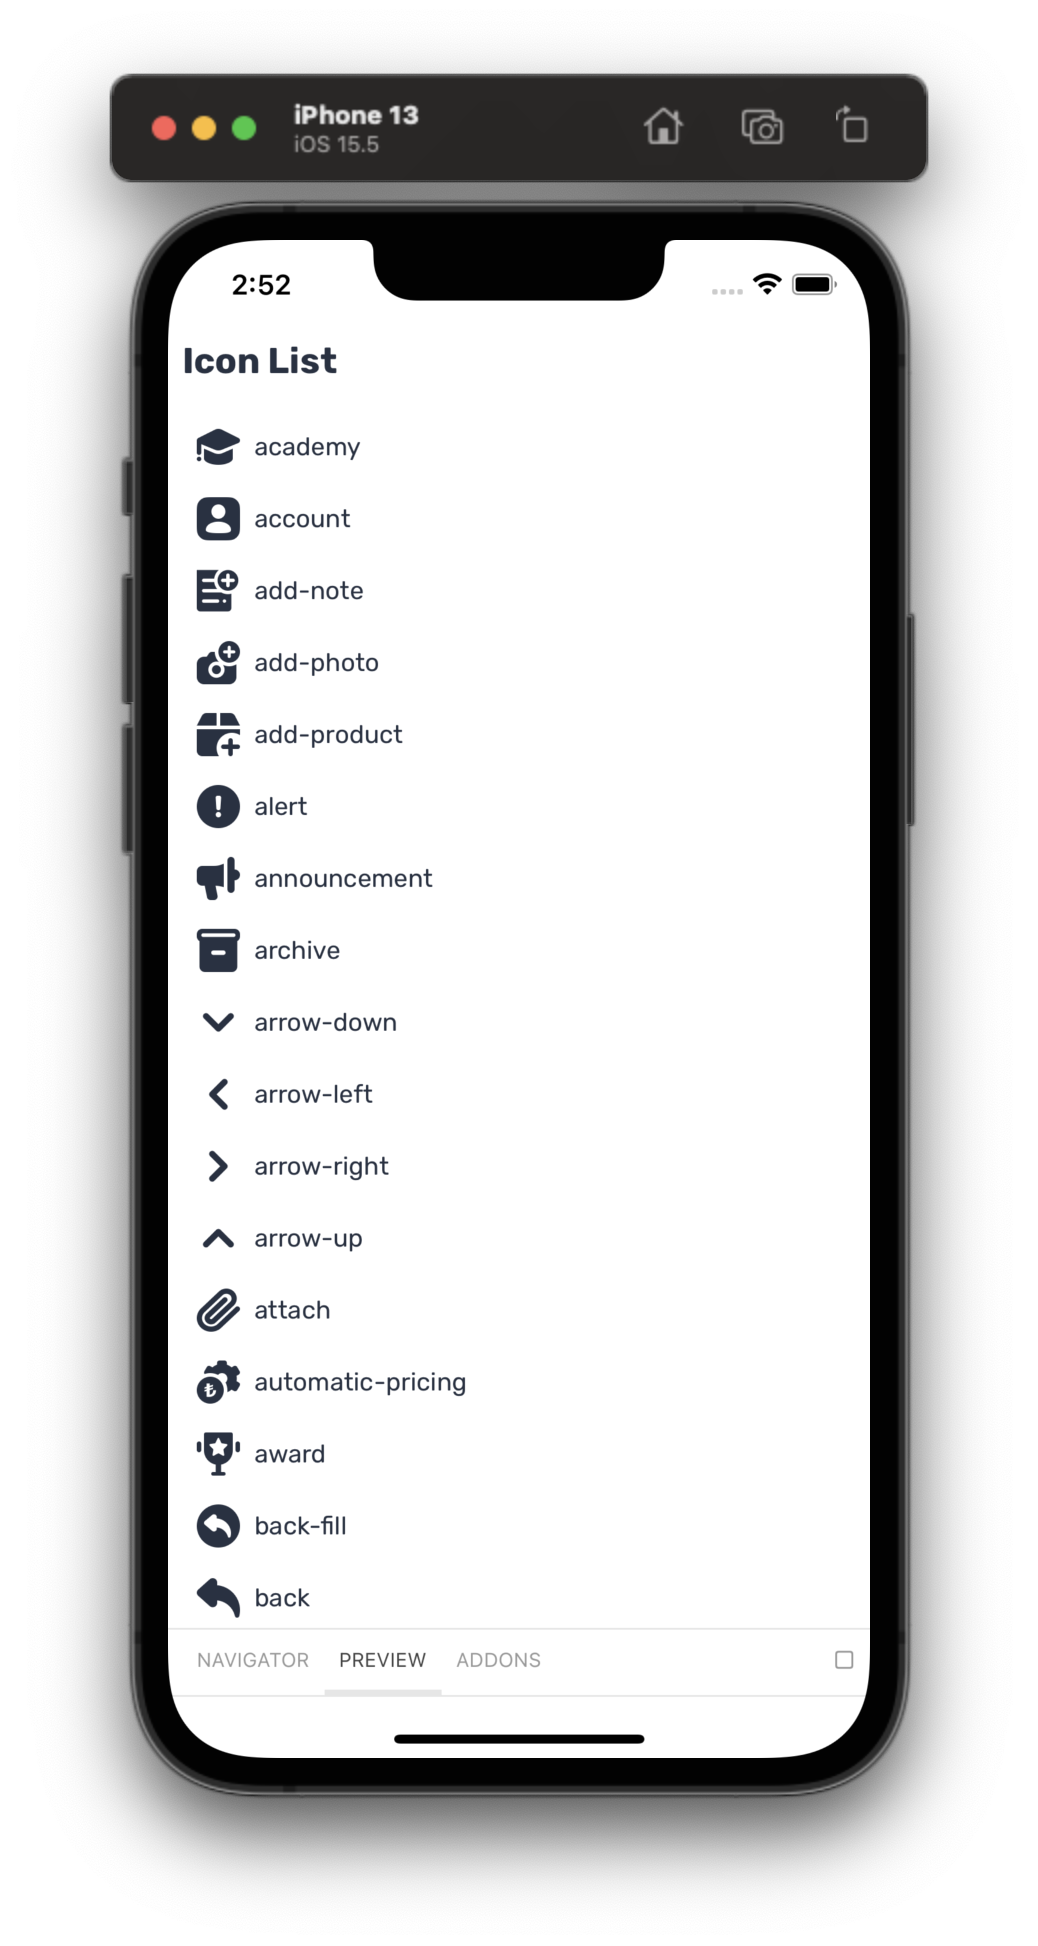 iPhone 13
iOS 15.5
2:52
Icon List
academy
account
add-note
add-photo
add-product
alert
announcement
archive
arrow-down
arrow-left
arrow-right
arrow-up
attach
automatic-pricing
award
back-fill
back
NAVIGATOR PREVIEW ADDONS